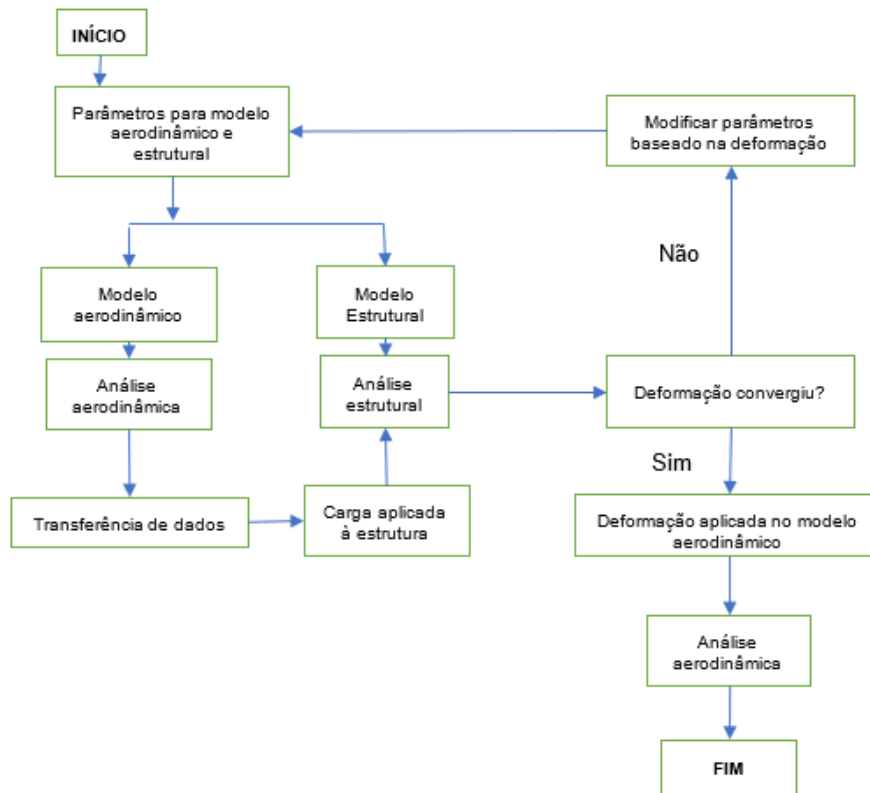 INÍCIO
Parâmetros para modelo
aerodinâmico e
estrutural
Modificar parâmetros
baseado na deformação
Não
Modelo
aerodinâmico
Modelo
Estrutural
Análise
aerodinâmica
Análise
estrutural
Deformação convergiu?
Sim
Transferência de dados
Carga aplicada
à estrutura
Deformação aplicada no modelo
aerodinâmico
Análise
aerodinâmica
FIM